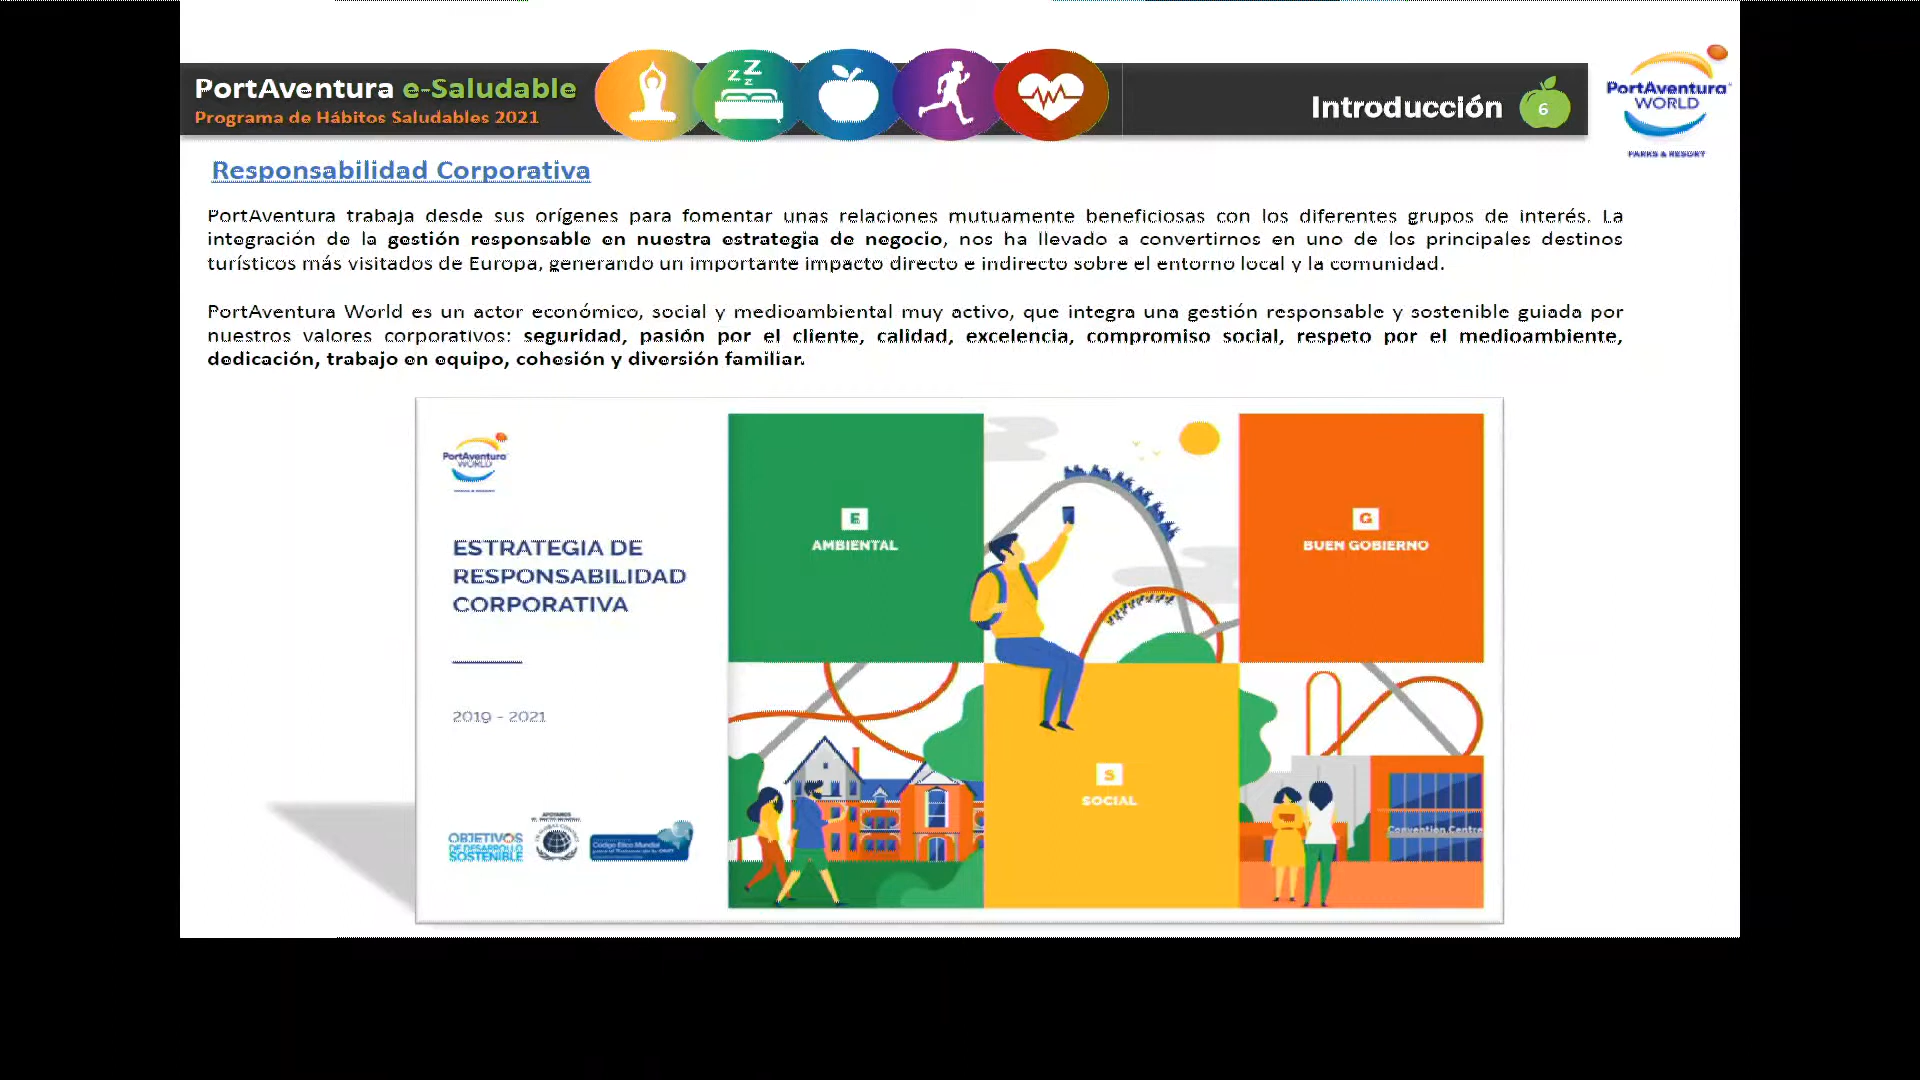 PortAventura e-Saludable
Programa de Hábitos Saludables 2021
zZz
Introducción
6
PortAventura
WORLD
PARKS & RESORT
Responsabilidad Corporativa
PortAventura trabaja desde sus orígenes para fomentar unas relaciones mutuamente beneficiosas con los diferentes grupos de interés. La
integración de la gestión responsable en nuestra estrategia de negocio, nos ha llevado a convertirnos en uno de los principales destinos
turísticos más visitados de Europa, generando un importante impacto directo e indirecto sobre el entorno local y la comunidad.
PortAventura World es un actor económico, social y medioambiental muy activo, que integra una gestión responsable y sostenible guiada por
nuestros valores corporativos: seguridad, pasión por el cliente, calidad, excelencia, compromiso social, respeto por el medioambiente,
dedicación, trabajo en equipo, cohesión y diversión familiar.
PortAventura
WORLD
ESTRATEGIA DE
RESPONSABILIDAD
CORPORATIVA
2019 - 2021
OBJETIVOS
DE DESARROLLO
SOSTENIBLE
APOYAMOS
Código Ético Mundial
E
AMBIENTAL
G
BUEN GOBIERNO
S
SOCIAL
Convention Centre